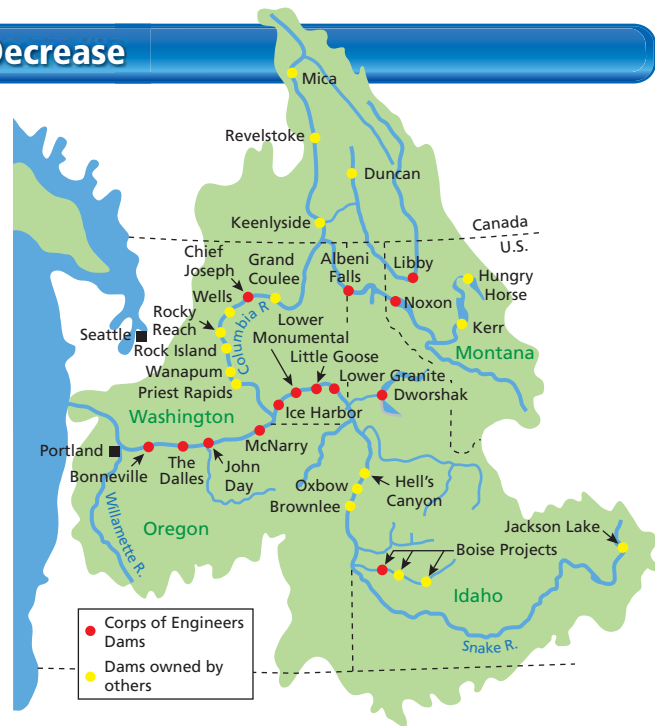 Decrease
Mica
Revelstoke
Duncan
Keenlyside
Canada
U.S.
Chief
Joseph
Grand
Coulee
Albeni
Falls
Libby
Hungry
Horse
Wells
Noxon
Rocky
Reach
Columbia R.
Lower
Monumental
Kerr
Seattle
Rock Island
Little Goose
Montana
Wanapum
Lower Granite
Priest Rapids
Dworshak
Washington
Ice Harbor
Portland
McNarry
Bonneville
The
Dalles
John
Day
Hell's
Canyon
Oxbow
Brownlee
Willamette R.
Oregon
Jackson Lake
Boise Projects
Idaho
Snake R.
Corps of Engineers
Dams
Dams owned by
others